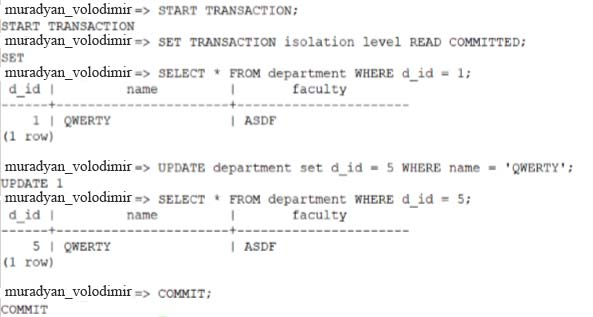 muradyan_volodimir=> START TRANSACTION;
START TRANSACTION
muradyan_volodimir=> SET TRANSACTION isolation level READ COMMITTED;
SET
muradyan_volodimir=> SELECT * FROM department WHERE d_id = 1;
d_id | name | faculty
------+----------------------+----------------------
1 | QWERTY | ASDF
(1 row)
muradyan_volodimir=> UPDATE department set d_id = 5 WHERE name = 'QWERTY';
UPDATE 1
muradyan_volodimir=> SELECT * FROM department WHERE d_id = 5;
d_id | name | faculty
------+----------------------+----------------------
5 | QWERTY | ASDF
(1 row)
muradyan_volodimir=> COMMIT;
COMMIT